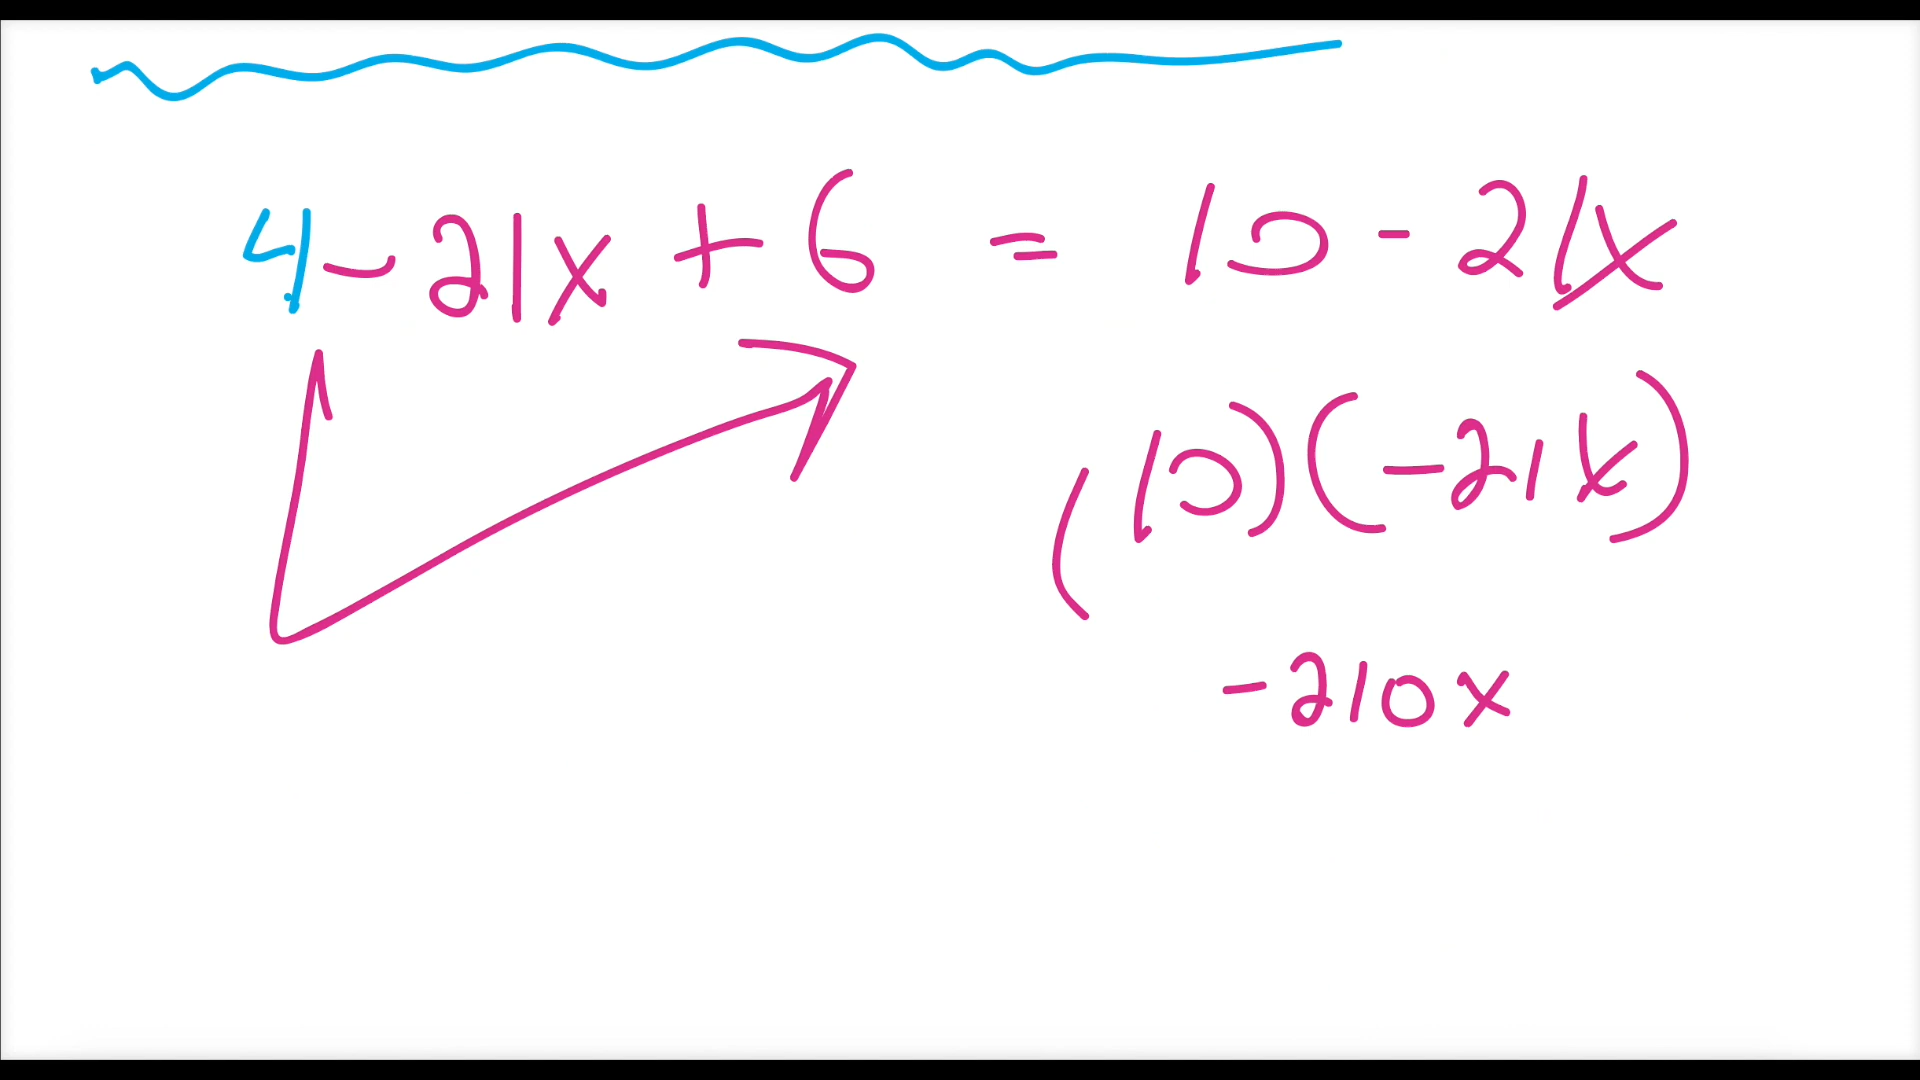 4 - 21x + 6 = 10 - 21x
(10)(-21x)
-210x